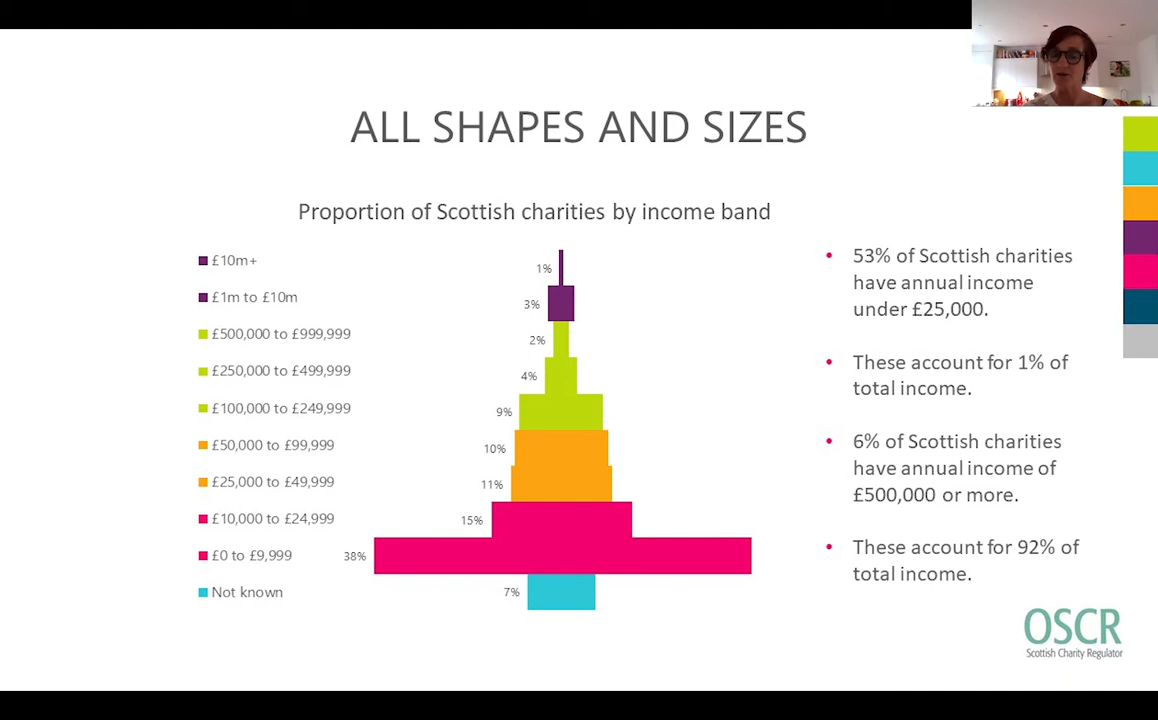 ALL SHAPES AND SIZES
Proportion of Scottish charities by income band
£10m+
1%
£1m to £10m
3%
£500,000 to £999,999
2%
£250,000 to £499,999
4%
£100,000 to £249,999
9%
£50,000 to £99,999
10%
£25,000 to £49,999
11%
£10,000 to £24,999
15%
£0 to £9,999
38%
Not known
7%
• 53% of Scottish charities
have annual income
under £25,000.
• These account for 1% of
total income.
• 6% of Scottish charities
have annual income of
£500,000 or more.
• These account for 92% of
total income.
OSCR
Scottish Charity Regulator